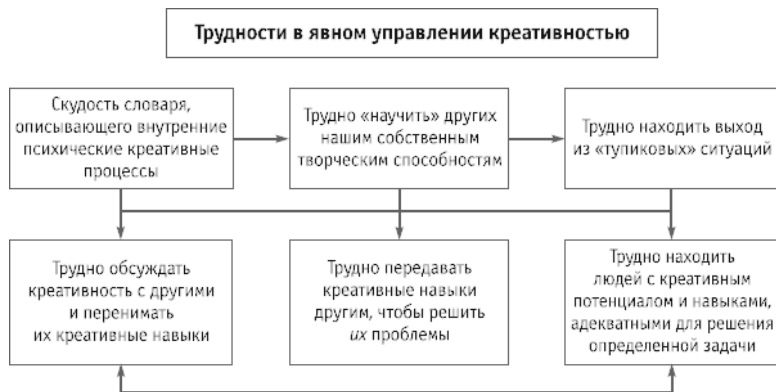 Трудности в явном управлении креативностью
Скудость словаря,
описывающего внутренние
психические креативные
процессы
Трудно «научить» других
нашим собственным
творческим способностям
Трудно находить выход
из «тупиковых» ситуаций
Трудно обсуждать
креативность с другими
и перенимать
их креативные навыки
Трудно передавать
креативные навыки
другим, чтобы решить
их проблемы
Трудно находить
людей с креативным
потенциалом и навыками,
адекватными для решения
определенной задачи